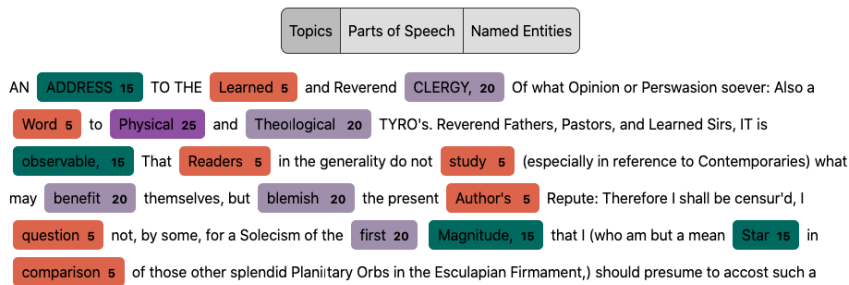 Topics Parts of Speech Named Entities
AN ADDRESS 15 TO THE Learned 5 and Reverend CLERGY, 20 Of what Opinion or Perswasion soever: Also a
Word 5 to Physical 25 and Theological 20 TYRO's. Reverend Fathers, Pastors, and Learned Sirs, IT is
observable, 15 That Readers 5 in the generality do not study 5 (especially in reference to Contemporaries) what
may benefit 20 themselves, but blemish 20 the present Author's 5 Repute: Therefore I shall be censur'd, I
question 5 not, by some, for a Solecism of the first 20 Magnitude, 15 that I (who am but a mean Star 15 in
comparison 5 of those other splendid Planitary Orbs in the Esculapian Firmament,) should presume to accost such a